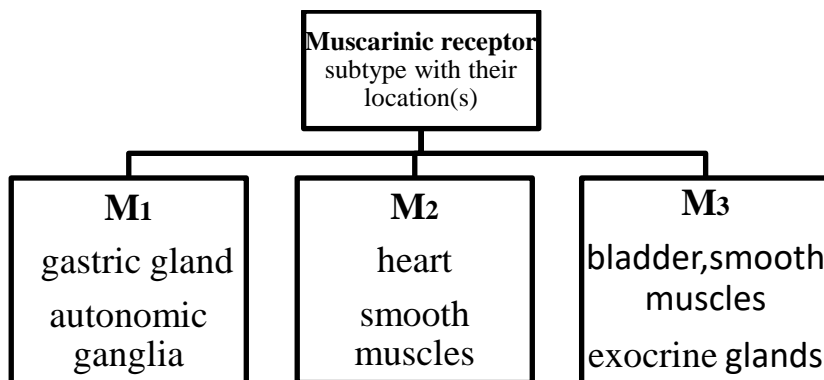 Muscarinic receptor
subtype with their
location(s)
M1
gastric gland
autonomic
ganglia
M2
heart
smooth
muscles
M3
bladder,smooth
muscles
exocrine glands